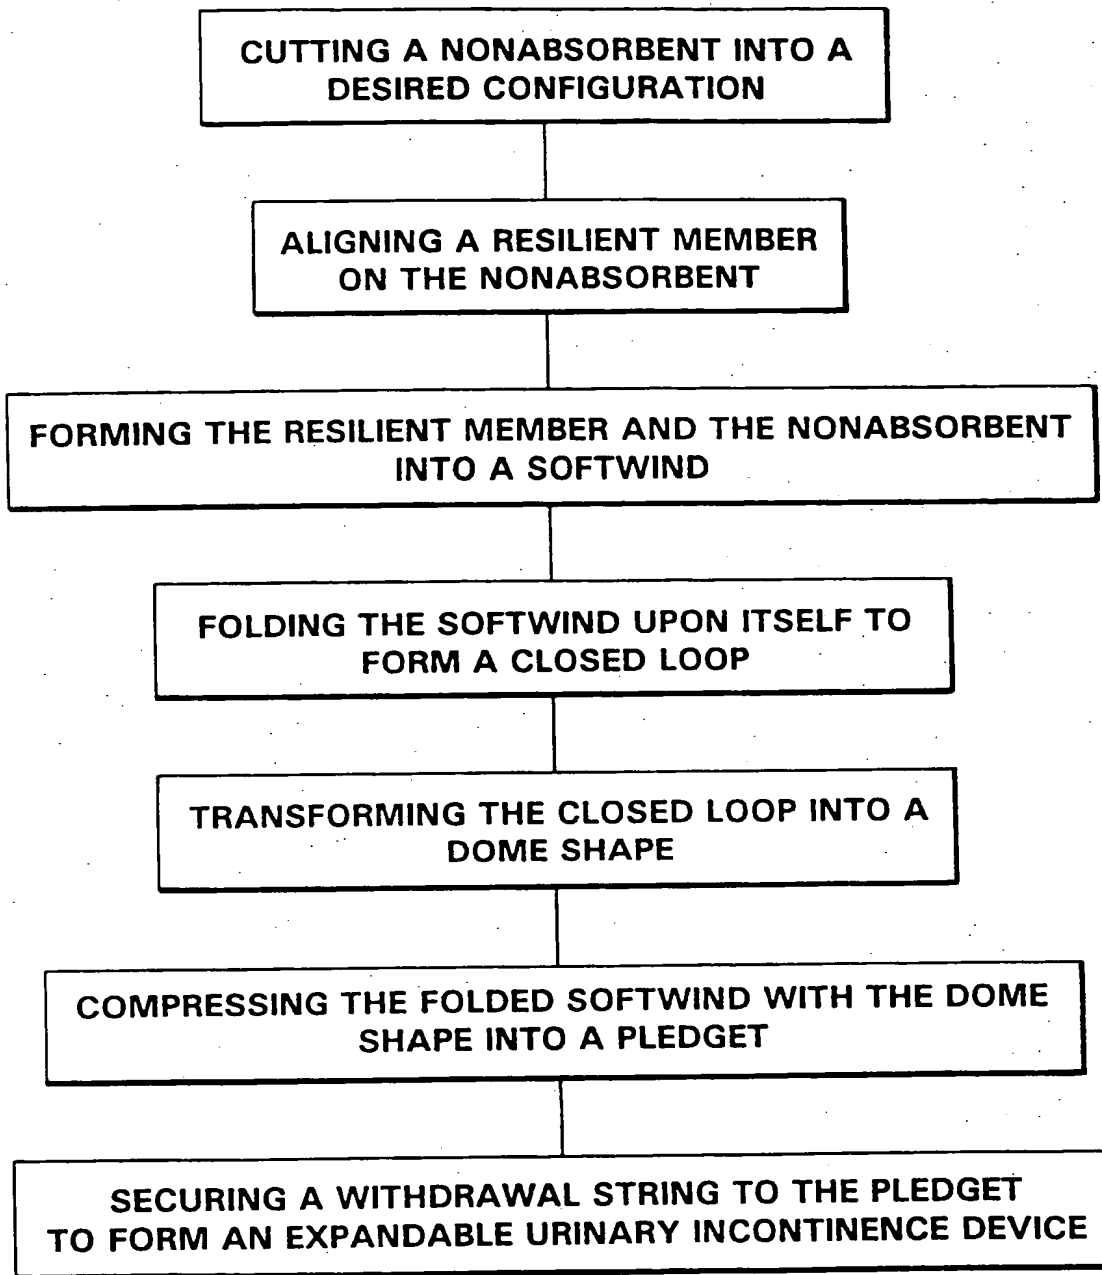 CUTTING A NONABSORBENT INTO A
DESIRED CONFIGURATION
ALIGNING A RESILIENT MEMBER
ON THE NONABSORBENT
FORMING THE RESILIENT MEMBER AND THE NONABSORBENT
INTO A SOFTWIND
FOLDING THE SOFTWIND UPON ITSELF TO
FORM A CLOSED LOOP
TRANSFORMING THE CLOSED LOOP INTO A
DOME SHAPE
COMPRESSING THE FOLDED SOFTWIND WITH THE DOME
SHAPE INTO A PLEDGET
SECURING A WITHDRAWAL STRING TO THE PLEDGET
TO FORM AN EXPANDABLE URINARY INCONTINENCE DEVICE